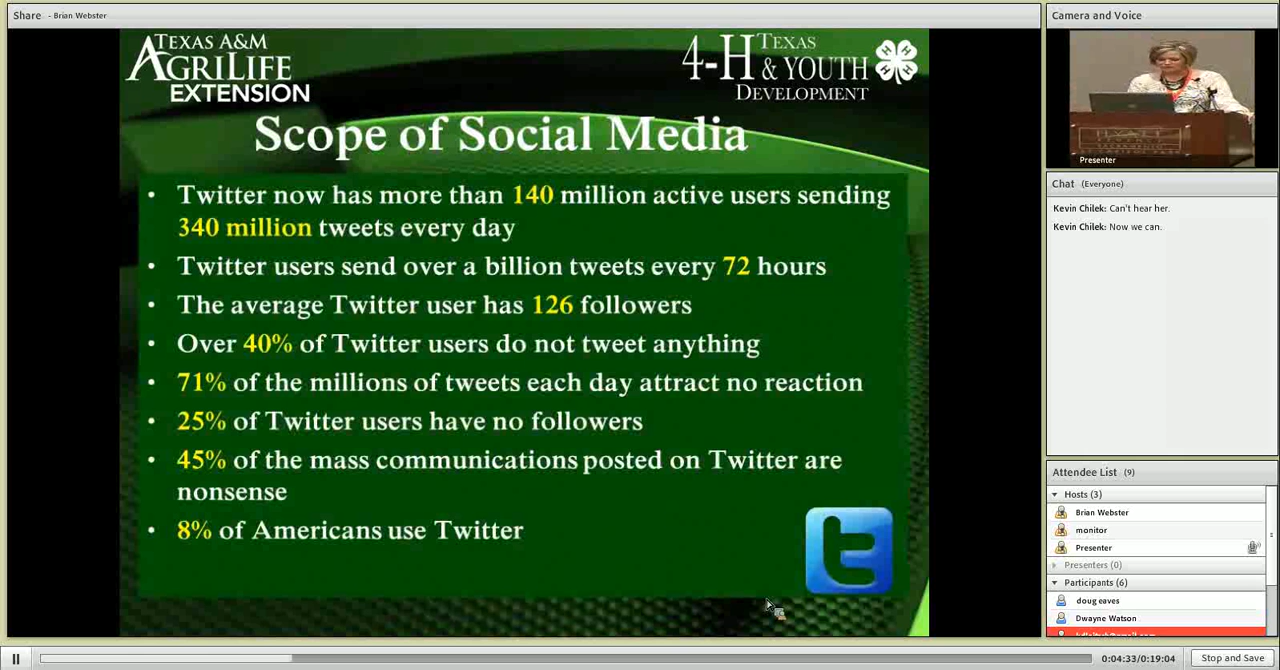 Share - Brian Webster
TEXAS A&M
AGRILIFE
EXTENSION
4-H TEXAS
& YOUTH
DEVELOPMENT
H H H H
Scope of Social Media
• Twitter now has more than 140 million active users sending
340 million tweets every day
• Twitter users send over a billion tweets every 72 hours
• The average Twitter user has 126 followers
• Over 40% of Twitter users do not tweet anything
• 71% of the millions of tweets each day attract no reaction
• 25% of Twitter users have no followers
• 45% of the mass communications posted on Twitter are
nonsense
• 8% of Americans use Twitter
t
Camera and Voice
HYATT
SACRAMENTO
Presenter
Chat (Everyone)
Kevin Chilek: Can't hear her.
Kevin Chilek: Now we can.
Attendee List (9)
Hosts (3)
Brian Webster
monitor
Presenter
Presenters (0)
Participants (6)
doug eaves
Dwayne Watson
0:04:33/0:19:04
Stop and Save